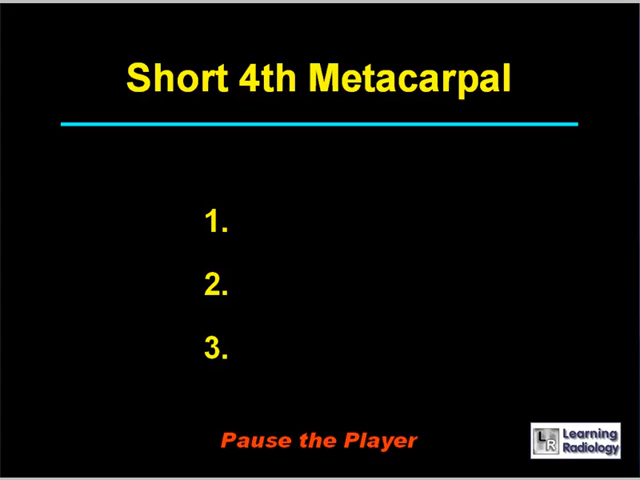 Short 4th Metacarpal
1.
2.
3.
Pause the Player
LR Learning
Radiology